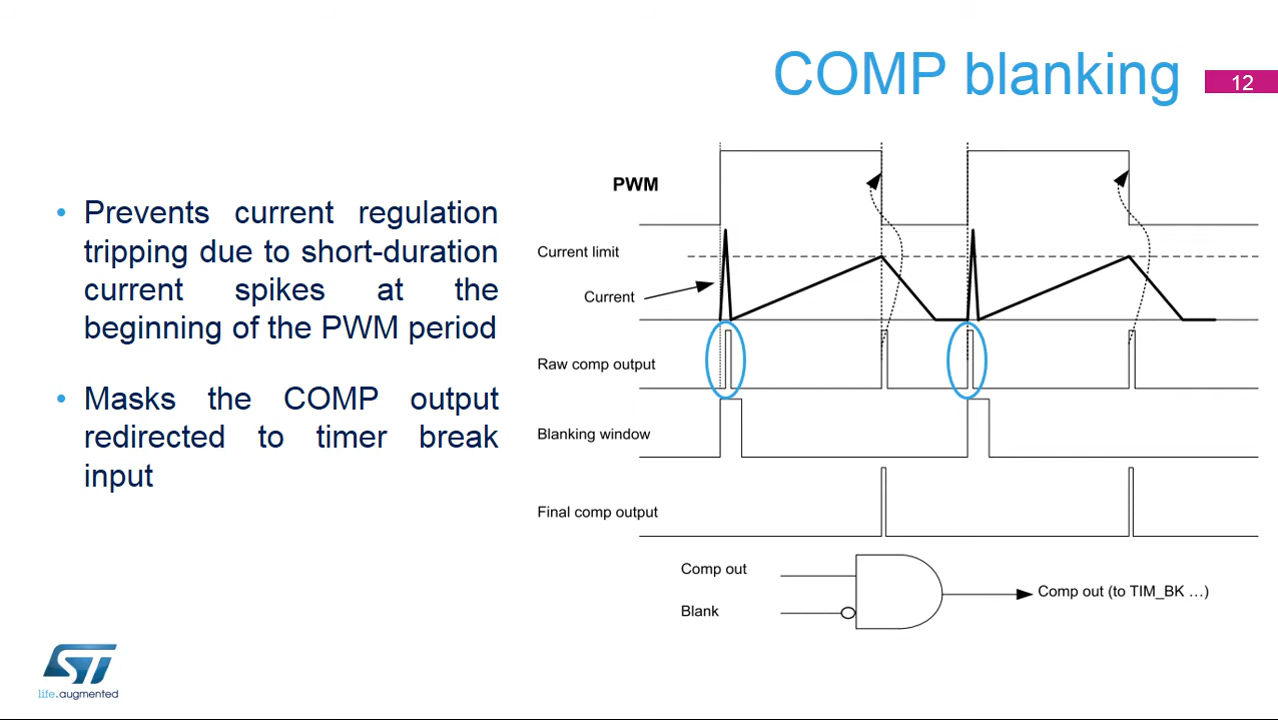 COMP blanking
12
• Prevents current regulation
tripping due to short-duration
current spikes at the
beginning of the PWM period
• Masks the COMP output
redirected to timer break
input
PWM
Current limit
Current
Raw comp output
Blanking window
Final comp output
Comp out
Blank
Comp out (to TIM_BK …)
ST
life.augmented